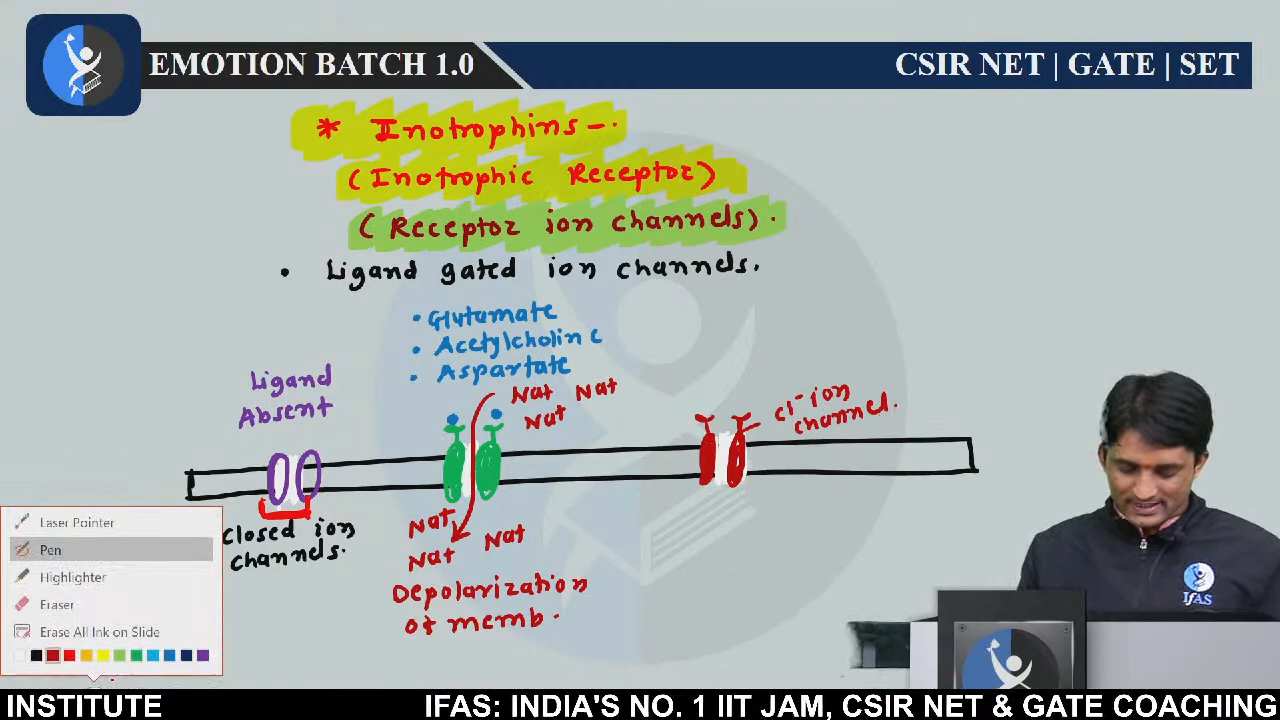 EMOTION BATCH 1.0
CSIR NET | GATE | SET
* Inotrophins -.
(Inotrophic Receptor)
(Receptor ion channels).
• Ligand gated ion channels.
• Glutamate
• Acetylcholine
• Aspartate
Ligand
Absent
Na+ Na+
Na+
Cl- ion
channel.
closed ion
channels.
Na+
Na+ Na+
Depolarization
of memb.
Laser Pointer
Pen
Highlighter
Eraser
Erase All Ink on Slide
IFAS
INSTITUTE
IFAS: INDIA'S NO. 1 IIT JAM, CSIR NET & GATE COACHING